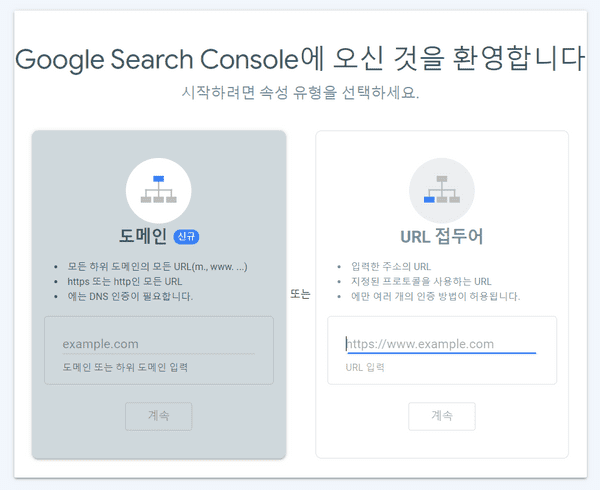 Google Search Console에 오신 것을 환영합니다
시작하려면 속성 유형을 선택하세요.
도메인 신규
모든 하위 도메인의 모든 URL(m., www. ...)
https 또는 http인 모든 URL
에는 DNS 인증이 필요합니다.
example.com
도메인 또는 하위 도메인 입력
계속
또는
URL 접두어
입력한 주소의 URL
지정된 프로토콜을 사용하는 URL
에만 여러 개의 인증 방법이 허용됩니다.
https://www.example.com
URL 입력
계속